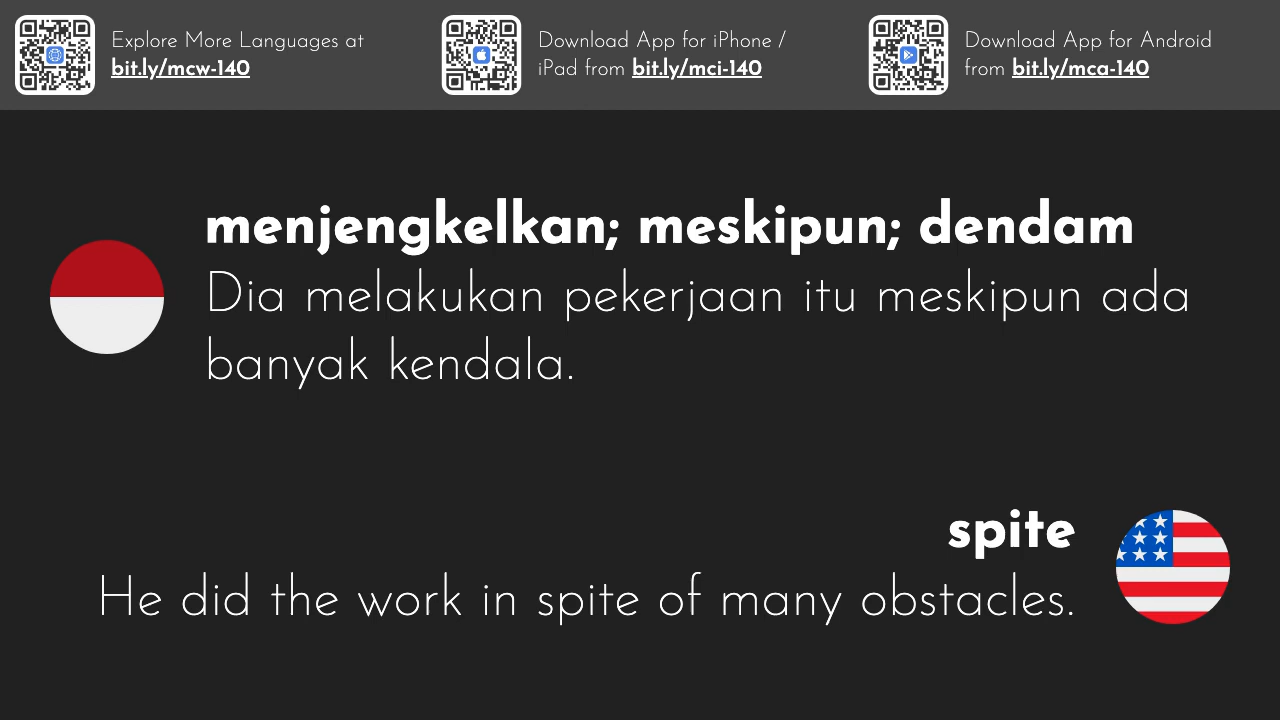 Explore More Languages at
bit.ly/mcw-140
Download App for iPhone /
iPad from bit.ly/mci-140
Download App for Android
from bit.ly/mca-140
menjengkelkan; meskipun; dendam
Dia melakukan pekerjaan itu meskipun ada
banyak kendala.
spite
He did the work in spite of many obstacles.